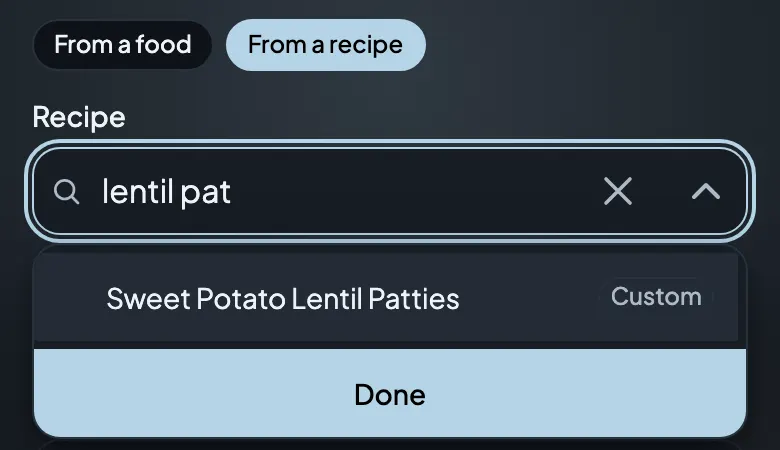 From a food From a recipe
Recipe
lentil pat
Sweet Potato Lentil Patties Custom
Done